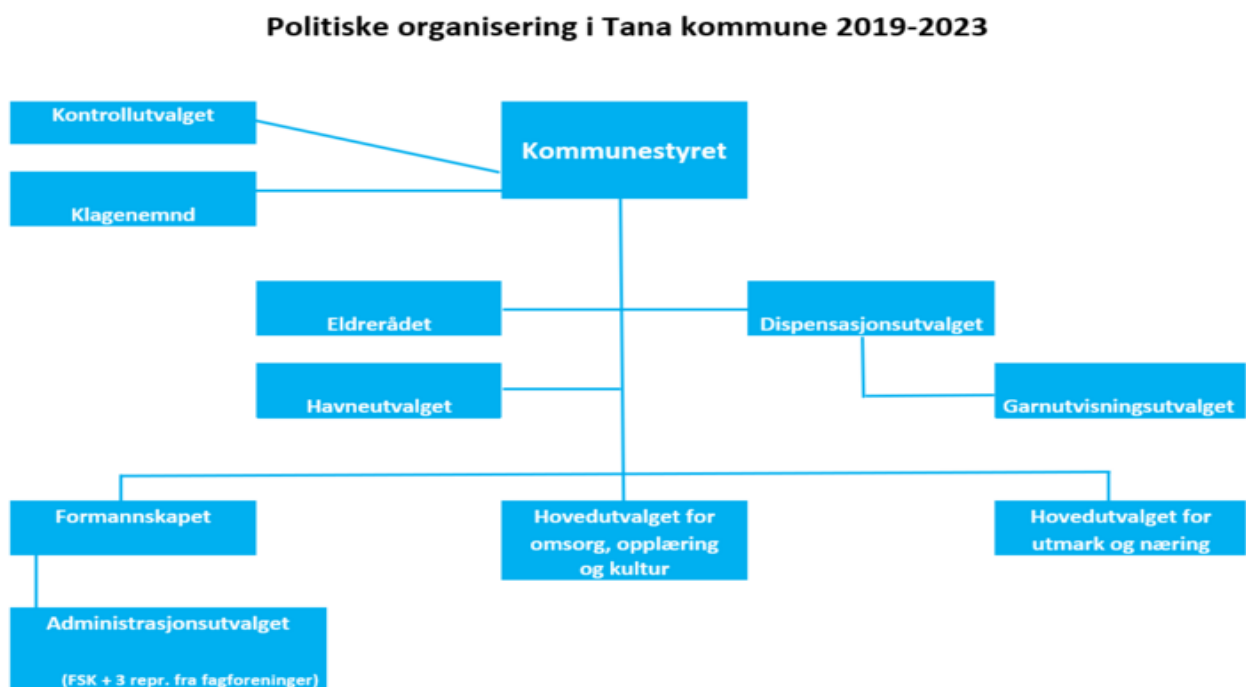 Politiske organisering i Tana kommune 2019-2023
Kontrollutvalget
Kommunestyret
Klagenemnd
Eldrerådet
Dispensasjonsutvalget
Havneutvalget
Garnutvisningsutvalget
Formannskapet
Hovedutvalget for
omsorg, opplæring
og kultur
Hovedutvalget for
utmark og næring
Administrasjonsutvalget
(FSK + 3 repr. fra fagforeninger)